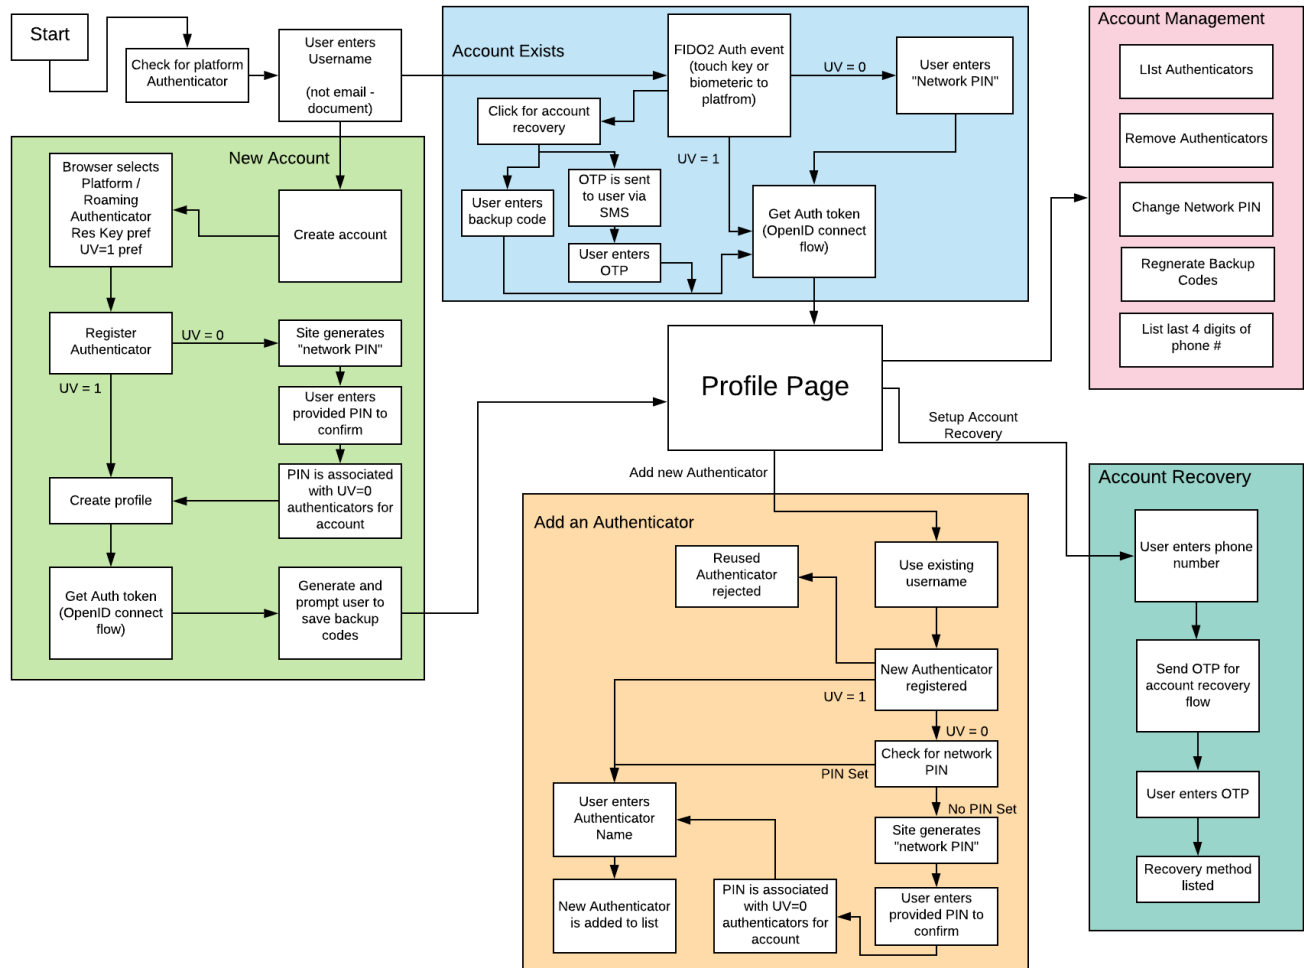 Start
Check for platform
Authenticator
User enters
Username
(not email -
document)
Account Exists
FIDO2 Auth event
(touch key or
biometeric to
platfrom)
UV = 0
User enters
"Network PIN"
Click for account
recovery
UV = 1
User enters
backup code
OTP is sent
to user via
SMS
User enters
OTP
Get Auth token
(OpenID connect
flow)
Account Management
LIst Authenticators
Remove Authenticators
Change Network PIN
Regnerate Backup
Codes
List last 4 digits of
phone #
New Account
Browser selects
Platform /
Roaming
Authenticator
Res Key pref
UV=1 pref
Create account
Register
Authenticator
UV = 0
Site generates
"network PIN"
UV = 1
User enters
provided PIN to
confirm
PIN is associated
with UV=0
authenticators for
account
Create profile
Get Auth token
(OpenID connect
flow)
Generate and
prompt user to
save backup
codes
Profile Page
Setup Account
Recovery
Add new Authenticator
Add an Authenticator
Reused
Authenticator
rejected
Use existing
username
New Authenticator
registered
UV = 1
UV = 0
Check for network
PIN
PIN Set
No PIN Set
User enters
Authenticator
Name
Site generates
"network PIN"
New Authenticator
is added to list
PIN is associated
with UV=0
authenticators for
account
User enters
provided PIN to
confirm
Account Recovery
User enters phone
number
Send OTP for
account recovery
flow
User enters OTP
Recovery method
listed